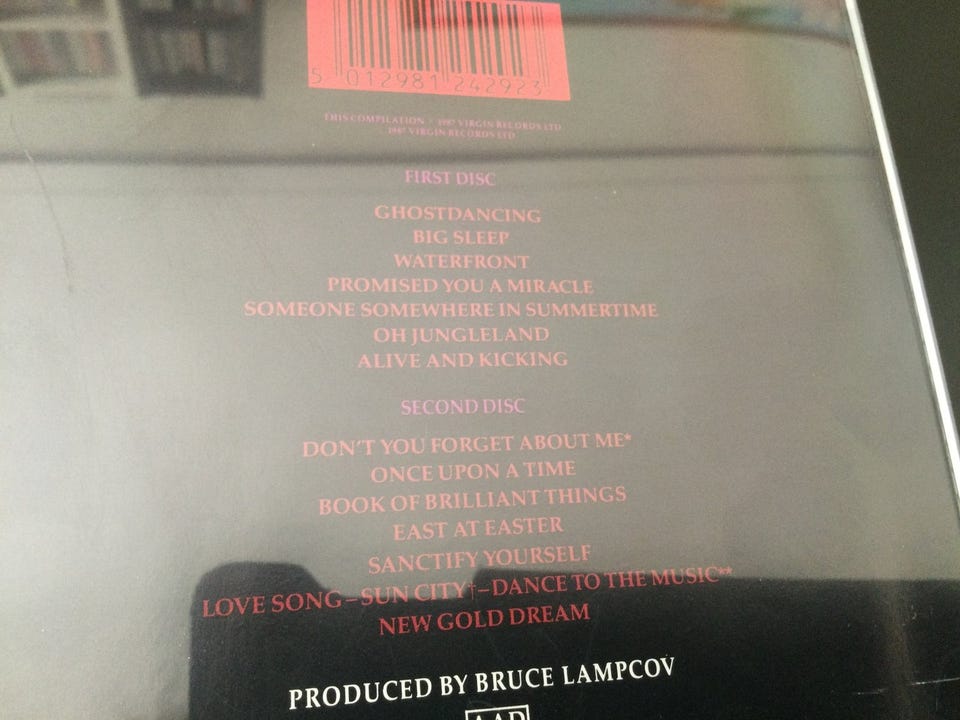 5 012981 242923
THIS COMPILATION ℗ 1987 VIRGIN RECORDS LTD
1987 VIRGIN RECORDS LTD
FIRST DISC
GHOSTDANCING
BIG SLEEP
WATERFRONT
PROMISED YOU A MIRACLE
SOMEONE SOMEWHERE IN SUMMERTIME
OH JUNGLELAND
ALIVE AND KICKING
SECOND DISC
DON'T YOU FORGET ABOUT ME*
ONCE UPON A TIME
BOOK OF BRILLIANT THINGS
EAST AT EASTER
SANCTIFY YOURSELF
LOVE SONG–SUN CITY†–DANCE TO THE MUSIC**
NEW GOLD DREAM
PRODUCED BY BRUCE LAMPCOV
AAD